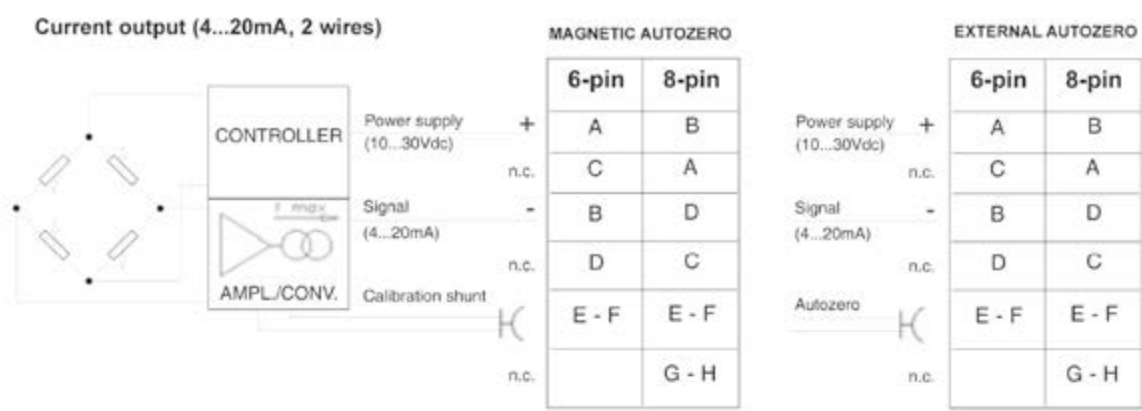 Current output (4...20mA, 2 wires)
MAGNETIC AUTOZERO
EXTERNAL AUTOZERO
6-pin 8-pin
6-pin 8-pin
CONTROLLER
Power supply + A B
(10...30Vdc)
n.c. C A
Signal - B D
(4...20mA)
n.c. D C
AMPL./CONV.
Calibration shunt E - F E - F
n.c. G - H
Power supply + A B
(10...30Vdc)
n.c. C A
Signal - B D
(4...20mA)
n.c. D C
Autozero E - F E - F
n.c. G - H